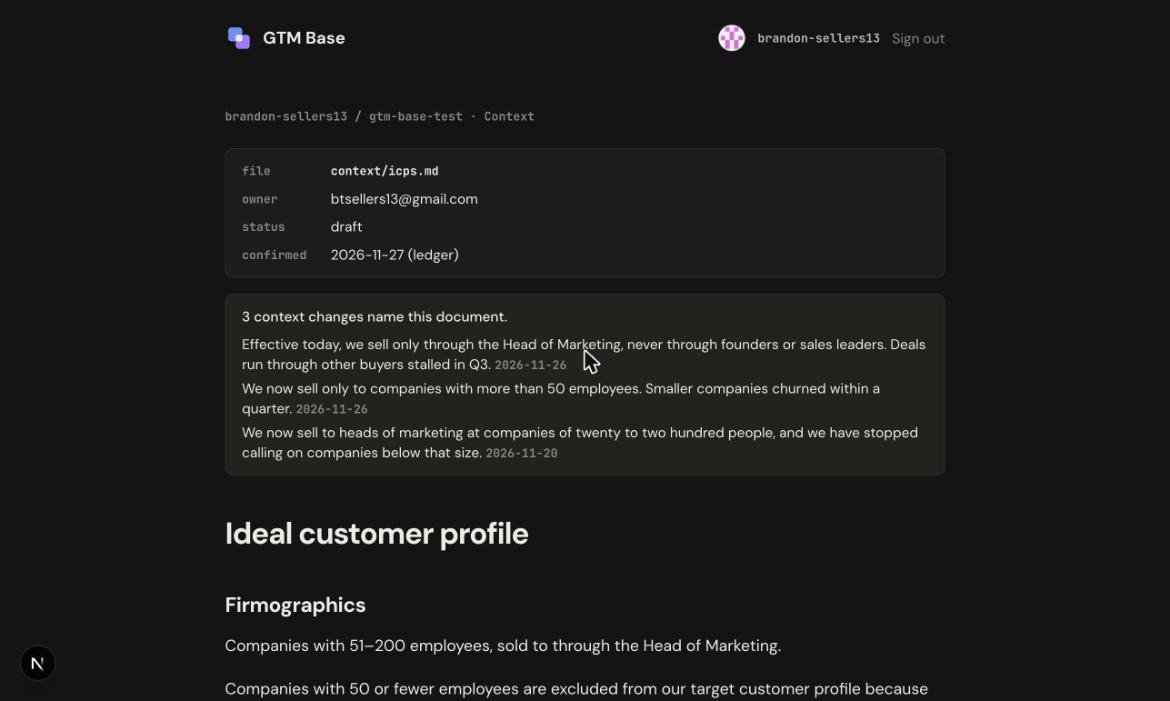 GTM Base
brandon-sellers13 Sign out
brandon-sellers13 / gtm-base-test · Context
file context/icps.md
owner btsellers13@gmail.com
status draft
confirmed 2026-11-27 (ledger)
3 context changes name this document.
Effective today, we sell only through the Head of Marketing, never through founders or sales leaders. Deals
run through other buyers stalled in Q3. 2026-11-26
We now sell only to companies with more than 50 employees. Smaller companies churned within a
quarter. 2026-11-26
We now sell to heads of marketing at companies of twenty to two hundred people, and we have stopped
calling on companies below that size. 2026-11-20
Ideal customer profile
Firmographics
Companies with 51–200 employees, sold to through the Head of Marketing.
N
Companies with 50 or fewer employees are excluded from our target customer profile because